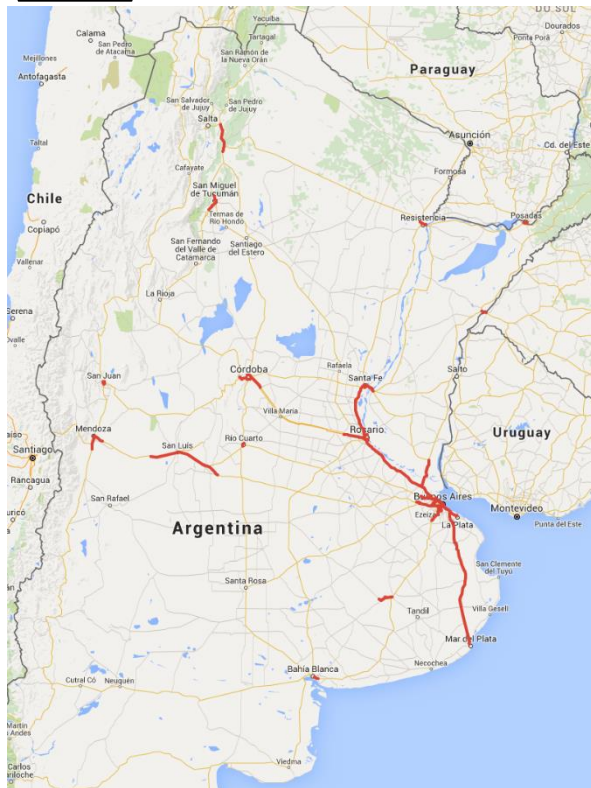 DO SUL
Calama
Yacuiba
Dourados
Tartagal
San Pedro
de Atacama
San Ramón de
la Nueva Orán
Ponta Porã
Mejillones
Paraguay
Antofagasta
San Salvador
de Jujuy
San Pedro
de Jujuy
Salta
Asunción
Taltal
Cd. del Este
Cafayate
Formosa
Chile
San Miguel
de Tucumán
Copiapó
Termas de
Río Hondo
Resistencia
Posadas
San Fernando
del Valle de
Catamarca
Santiago
del Estero
Vallenar
La Rioja
Serena
Ovalle
Córdoba
Rafaela
Santa Fe
Salto
San Juan
Villa María
Mendoza
Rosario
San Luis
Río Cuarto
Uruguay
Santiago
Rancagua
Buenos Aires
San Rafael
Montevideo
Ezeiza
La Plata
Punta del Este
Argentina
San Clemente
del Tuyú
Santa Rosa
Tandil
Villa Gesell
Mar del Plata
Bahía Blanca
Necochea
Cutral Có
Neuquén
Viedma
Carlos